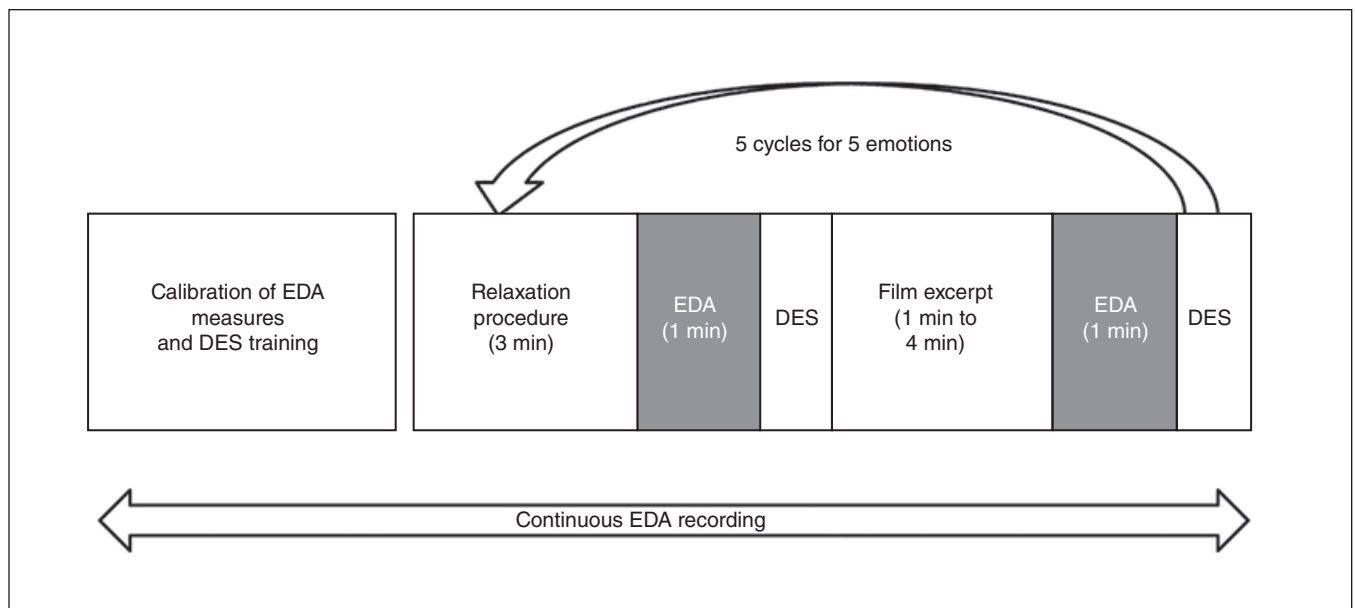 5 cycles for 5 emotions
Calibration of EDA
measures
and DES training
Relaxation
procedure
(3 min)
EDA
(1 min)
DES
Film excerpt
(1 min to
4 min)
EDA
(1 min)
DES
Continuous EDA recording